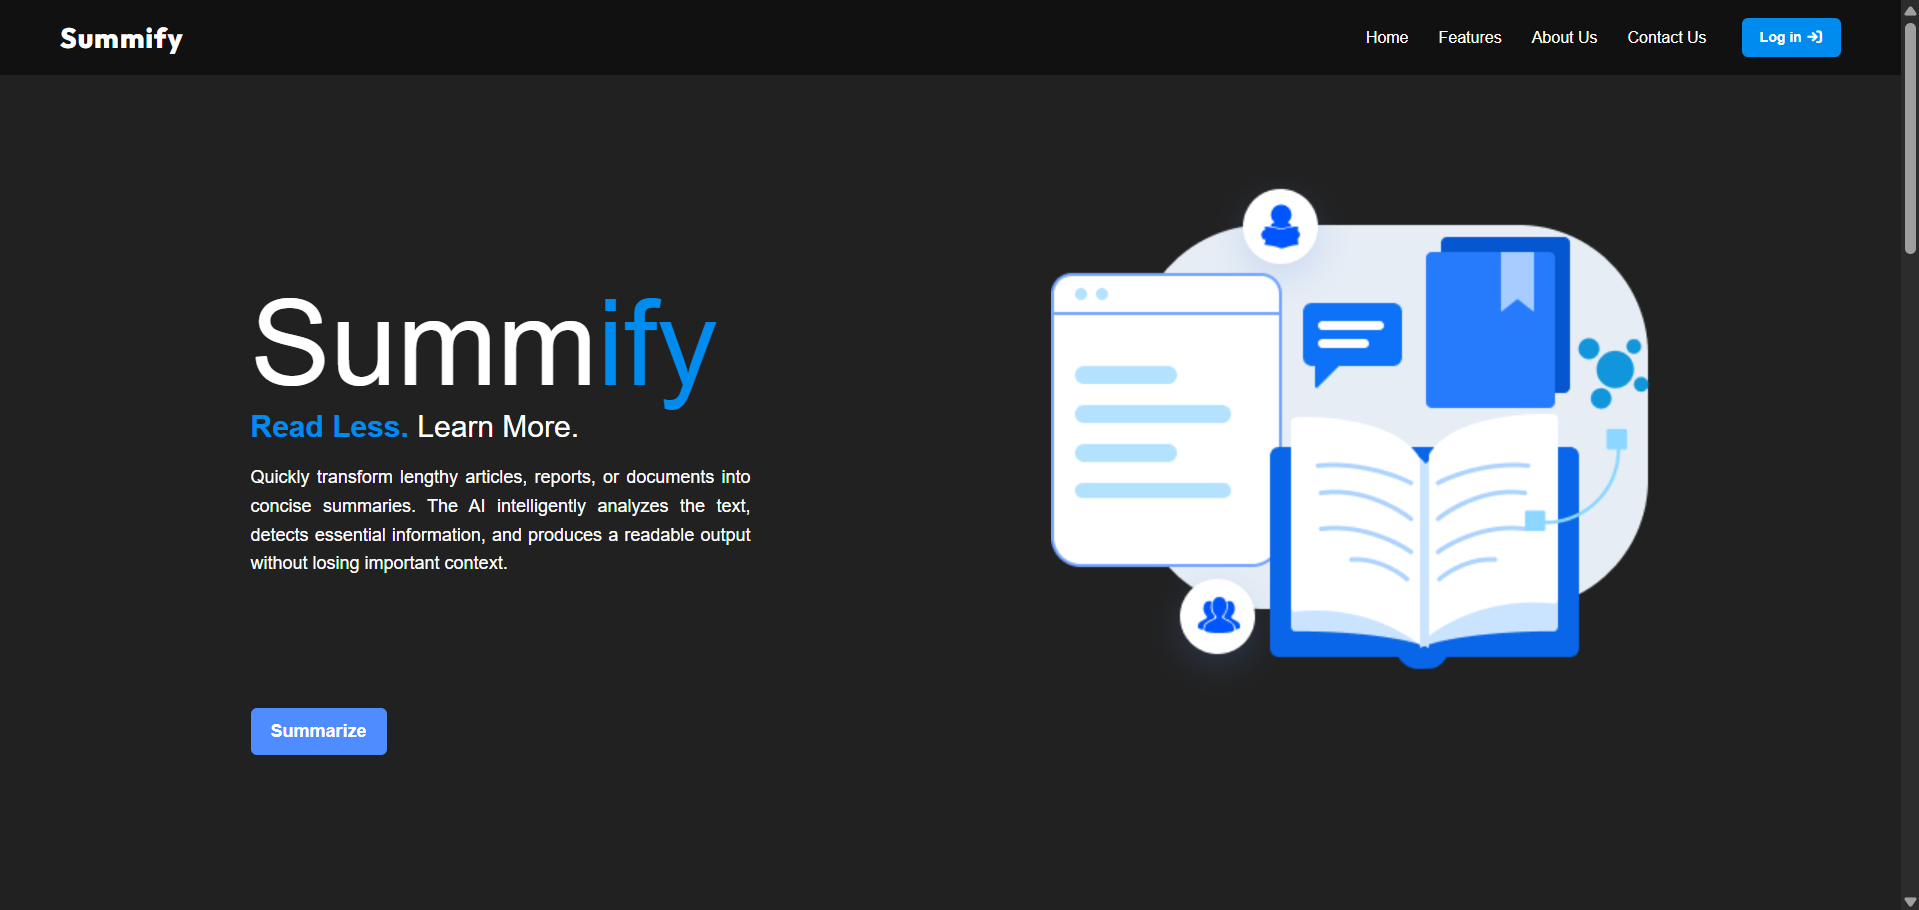 Summify
Home
Features
About Us
Contact Us
Log in
Summify
Read Less. Learn More.
Quickly transform lengthy articles, reports, or documents into
concise summaries. The AI intelligently analyzes the text,
detects essential information, and produces a readable output
without losing important context.
Summarize